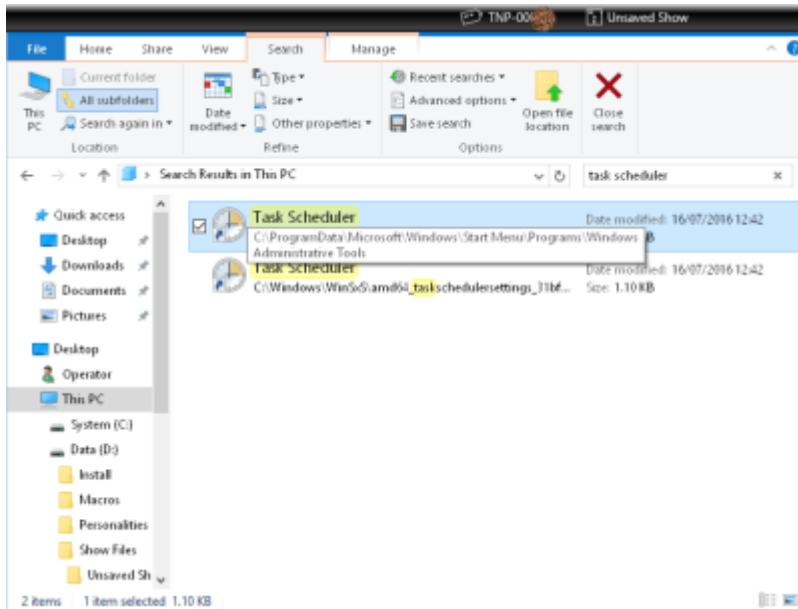 TNP-00
Unsaved Show
File Home Share View Search Manage
This PC
Current folder
All subfolders
Search again in
Location
Date modified
Type
Size
Other properties
Refine
Recent searches
Advanced options
Save search
Options
Open file location
Close search
Search Results in This PC
task scheduler
Quick access
Desktop
Downloads
Documents
Pictures
Desktop
Operator
This PC
System (C:)
Data (D:)
Install
Macros
Personalities
Show Files
Unsaved Sh
Task Scheduler
Date modified: 16/07/2016 12:42
C:\ProgramData\Microsoft\Windows\Start Menu\Programs\Windows
Administrative Tools
Task Scheduler
Date modified: 16/07/2016 12:42
C:\Windows\WinSxS\amd64_taskschedulersettings_31bf...
Size: 1.10 KB
2 items 1 item selected 1.10 KB